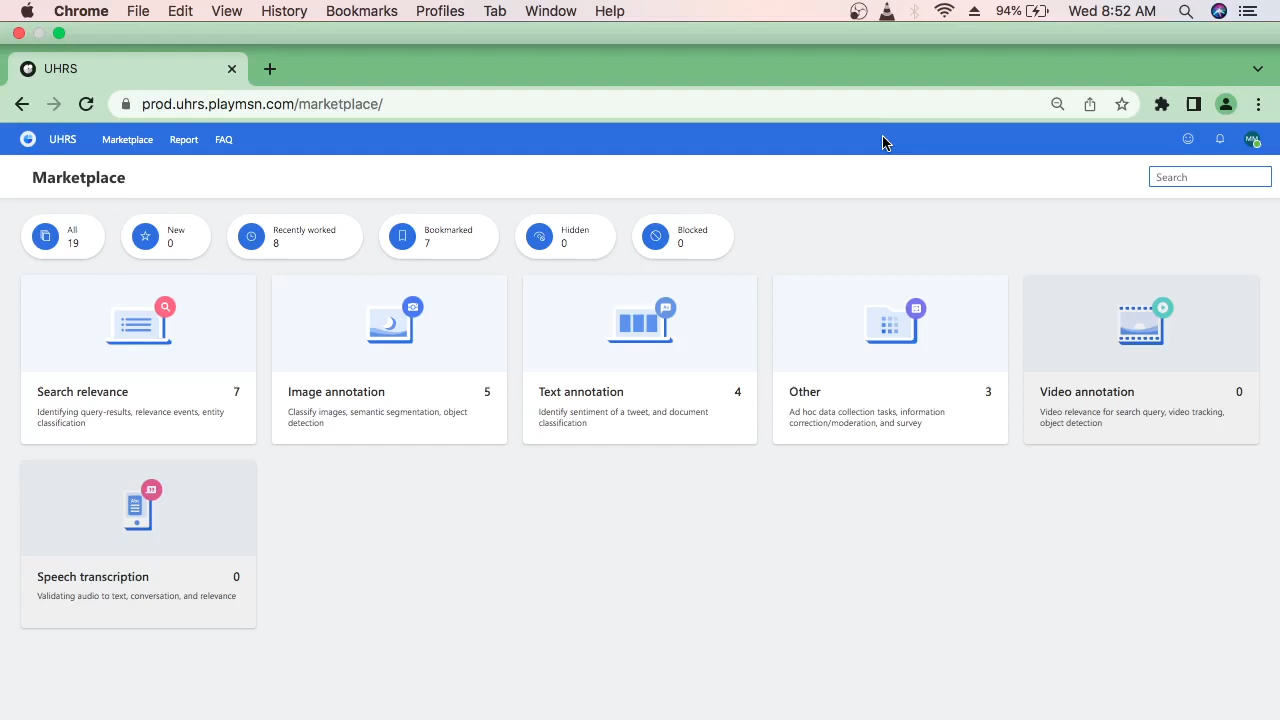 Chrome File Edit View History Bookmarks Profiles Tab Window Help 94% Wed 8:52 AM
UHRS
prod.uhrs.playmsn.com/marketplace/
UHRS Marketplace Report FAQ MM
Marketplace
Search
All
19
New
0
Recently worked
8
Bookmarked
7
Hidden
0
Blocked
0
Search relevance 7
Identifying query-results, relevance events, entity
classification
Image annotation 5
Classify images, semantic segmentation, object
detection
Text annotation 4
Identify sentiment of a tweet, and document
classification
Other 3
Ad hoc data collection tasks, information
correction/moderation, and survey
Video annotation 0
Video relevance for search query, video tracking,
object detection
Abc
Speech transcription 0
Validating audio to text, conversation, and relevance